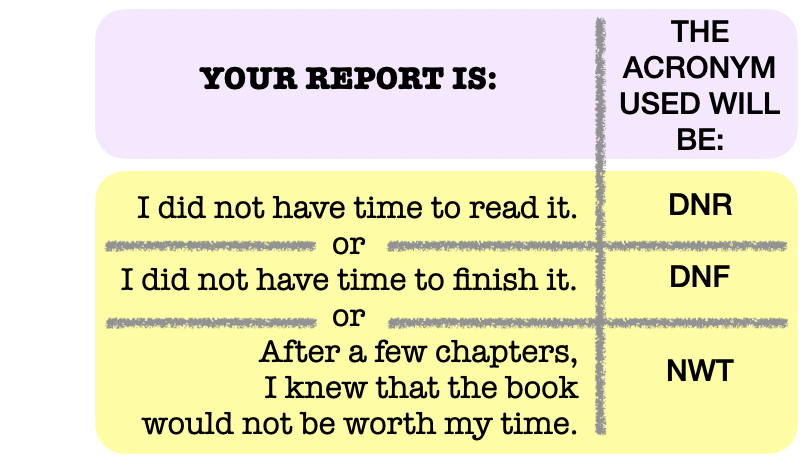 YOUR REPORT IS:
THE
ACRONYM
USED WILL
BE:
I did not have time to read it.
DNR
or
I did not have time to finish it.
DNF
or
After a few chapters,
I knew that the book
would not be worth my time.
NWT